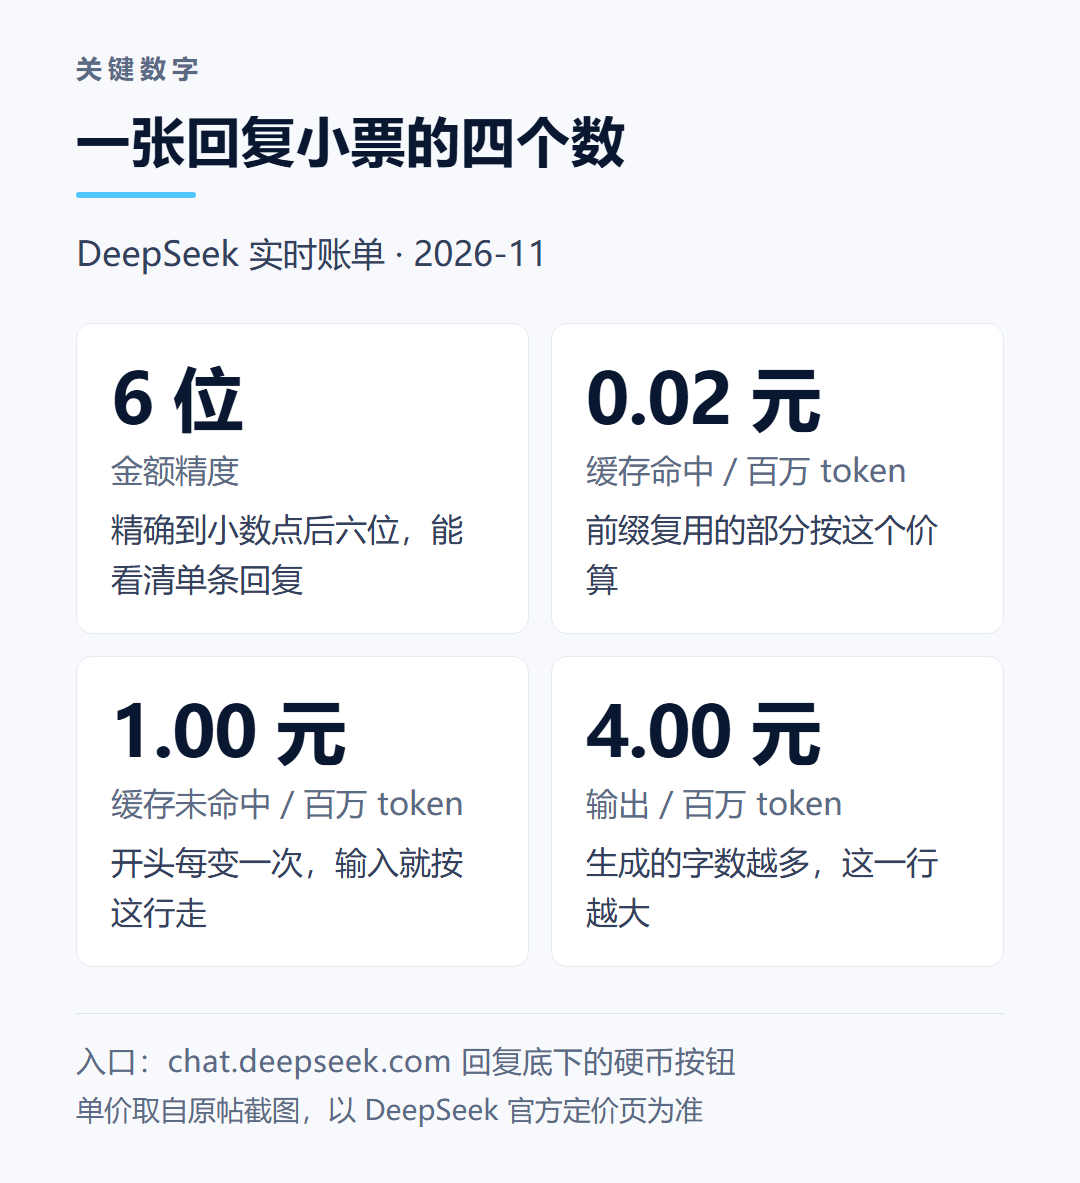 关键数字
一张回复小票的四个数
DeepSeek 实时账单 · 2026-11
6 位
金额精度
精确到小数点后六位，能
看清单条回复
0.02 元
缓存命中 / 百万 token
前缀复用的部分按这个价
算
1.00 元
缓存未命中 / 百万 token
开头每变一次，输入就按
这行走
4.00 元
输出 / 百万 token
生成的字数越多，这一行
越大
入口：chat.deepseek.com 回复底下的硬币按钮
单价取自原帖截图，以 DeepSeek 官方定价页为准